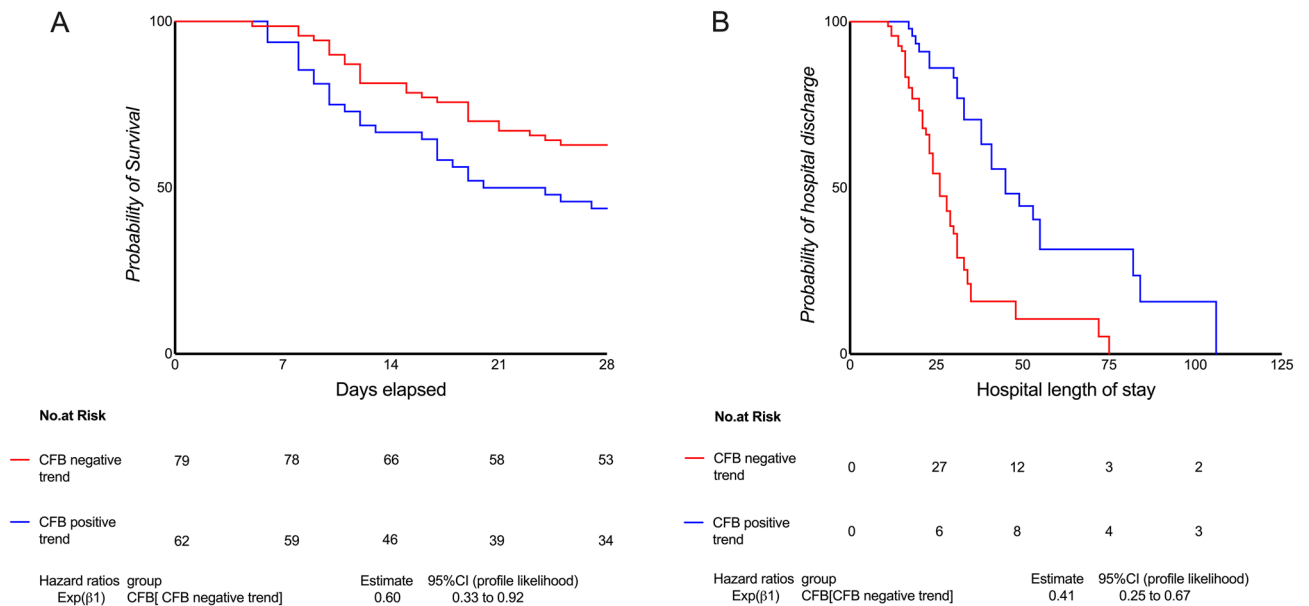 A
100
50
0
Probability of Survival
0 7 14 21 28
Days elapsed
No.at Risk
CFB negative
trend
79 78 66 58 53
CFB positive
trend
62 59 46 39 34
Hazard ratios group Estimate 95%CI (profile likelihood)
Exp(β1) CFB[ CFB negative trend] 0.60 0.33 to 0.92
B
100
50
0
Probability of hospital discharge
0 25 50 75 100 125
Hospital length of stay
No.at Risk
CFB negative
trend
0 27 12 3 2
CFB positive
trend
0 6 8 4 3
Hazard ratios group Estimate 95%CI (profile likelihood)
Exp(β1) CFB[CFB negative trend] 0.41 0.25 to 0.67